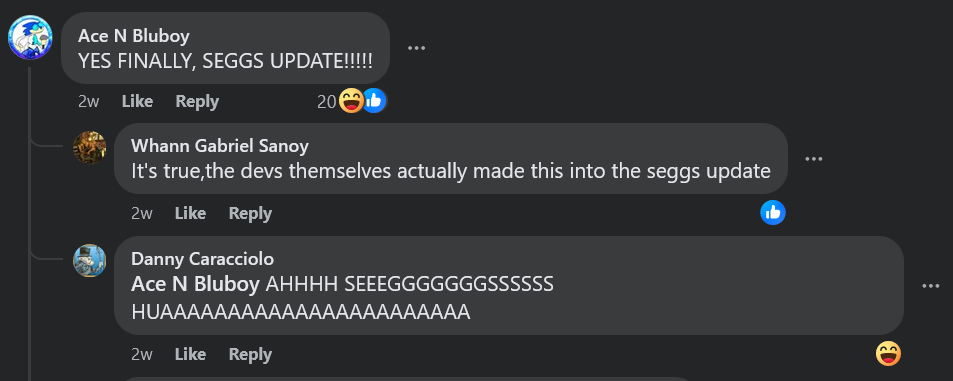 Ace N Bluboy
YES FINALLY, SEGGS UPDATE!!!!!
2w Like Reply 20
Whann Gabriel Sanoy
It's true,the devs themselves actually made this into the seggs update
2w Like Reply
Danny Caracciolo
Ace N Bluboy AHHHH SEEEGGGGGGGSSSSSS
HUAAAAAAAAAAAAAAAAAAAAAAA
2w Like Reply